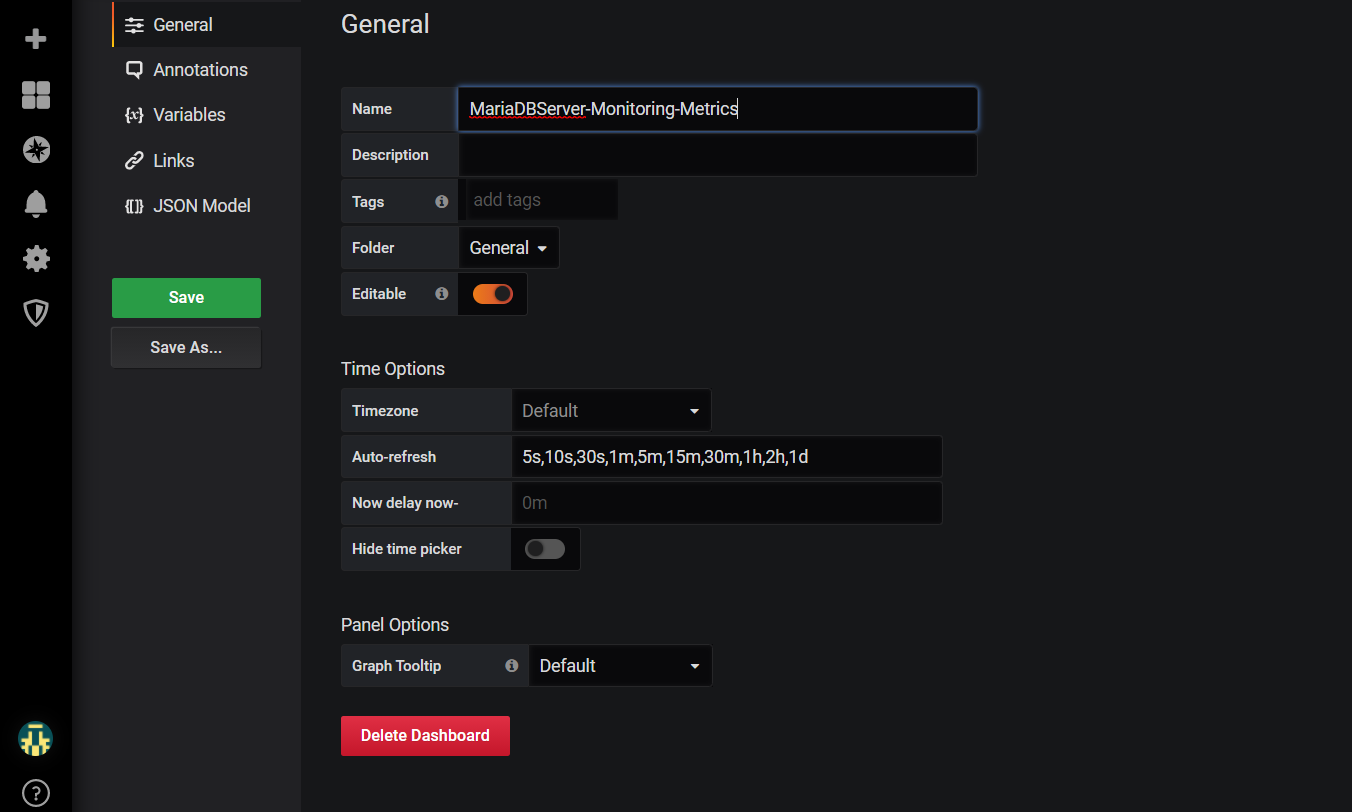 General
Annotations
Variables
Links
JSON Model
Save
Save As...
General
Name
MariaDBServer-Monitoring-Metrics
Description
Tags
add tags
Folder
General
Editable
Time Options
Timezone
Default
Auto-refresh
5s,10s,30s,1m,5m,15m,30m,1h,2h,1d
Now delay now-
0m
Hide time picker
Panel Options
Graph Tooltip
Default
Delete Dashboard